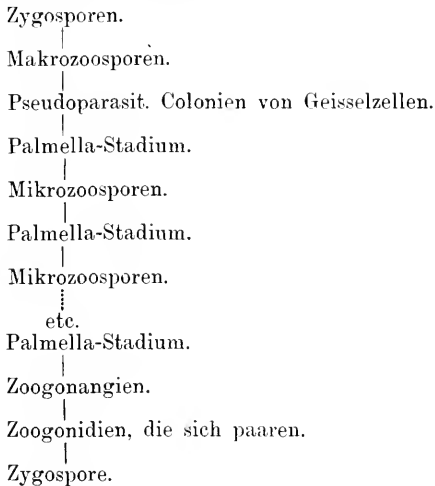 Zygosporen.
Makrozoosporen.
Pseudoparasit. Colonien von Geisselzellen.
Palmella-Stadium.
Mikrozoosporen.
Palmella-Stadium.
Mikrozoosporen.
etc.
Palmella-Stadium.
Zoogonangien.
Zoogonidien, die sich paaren.
Zygospore.